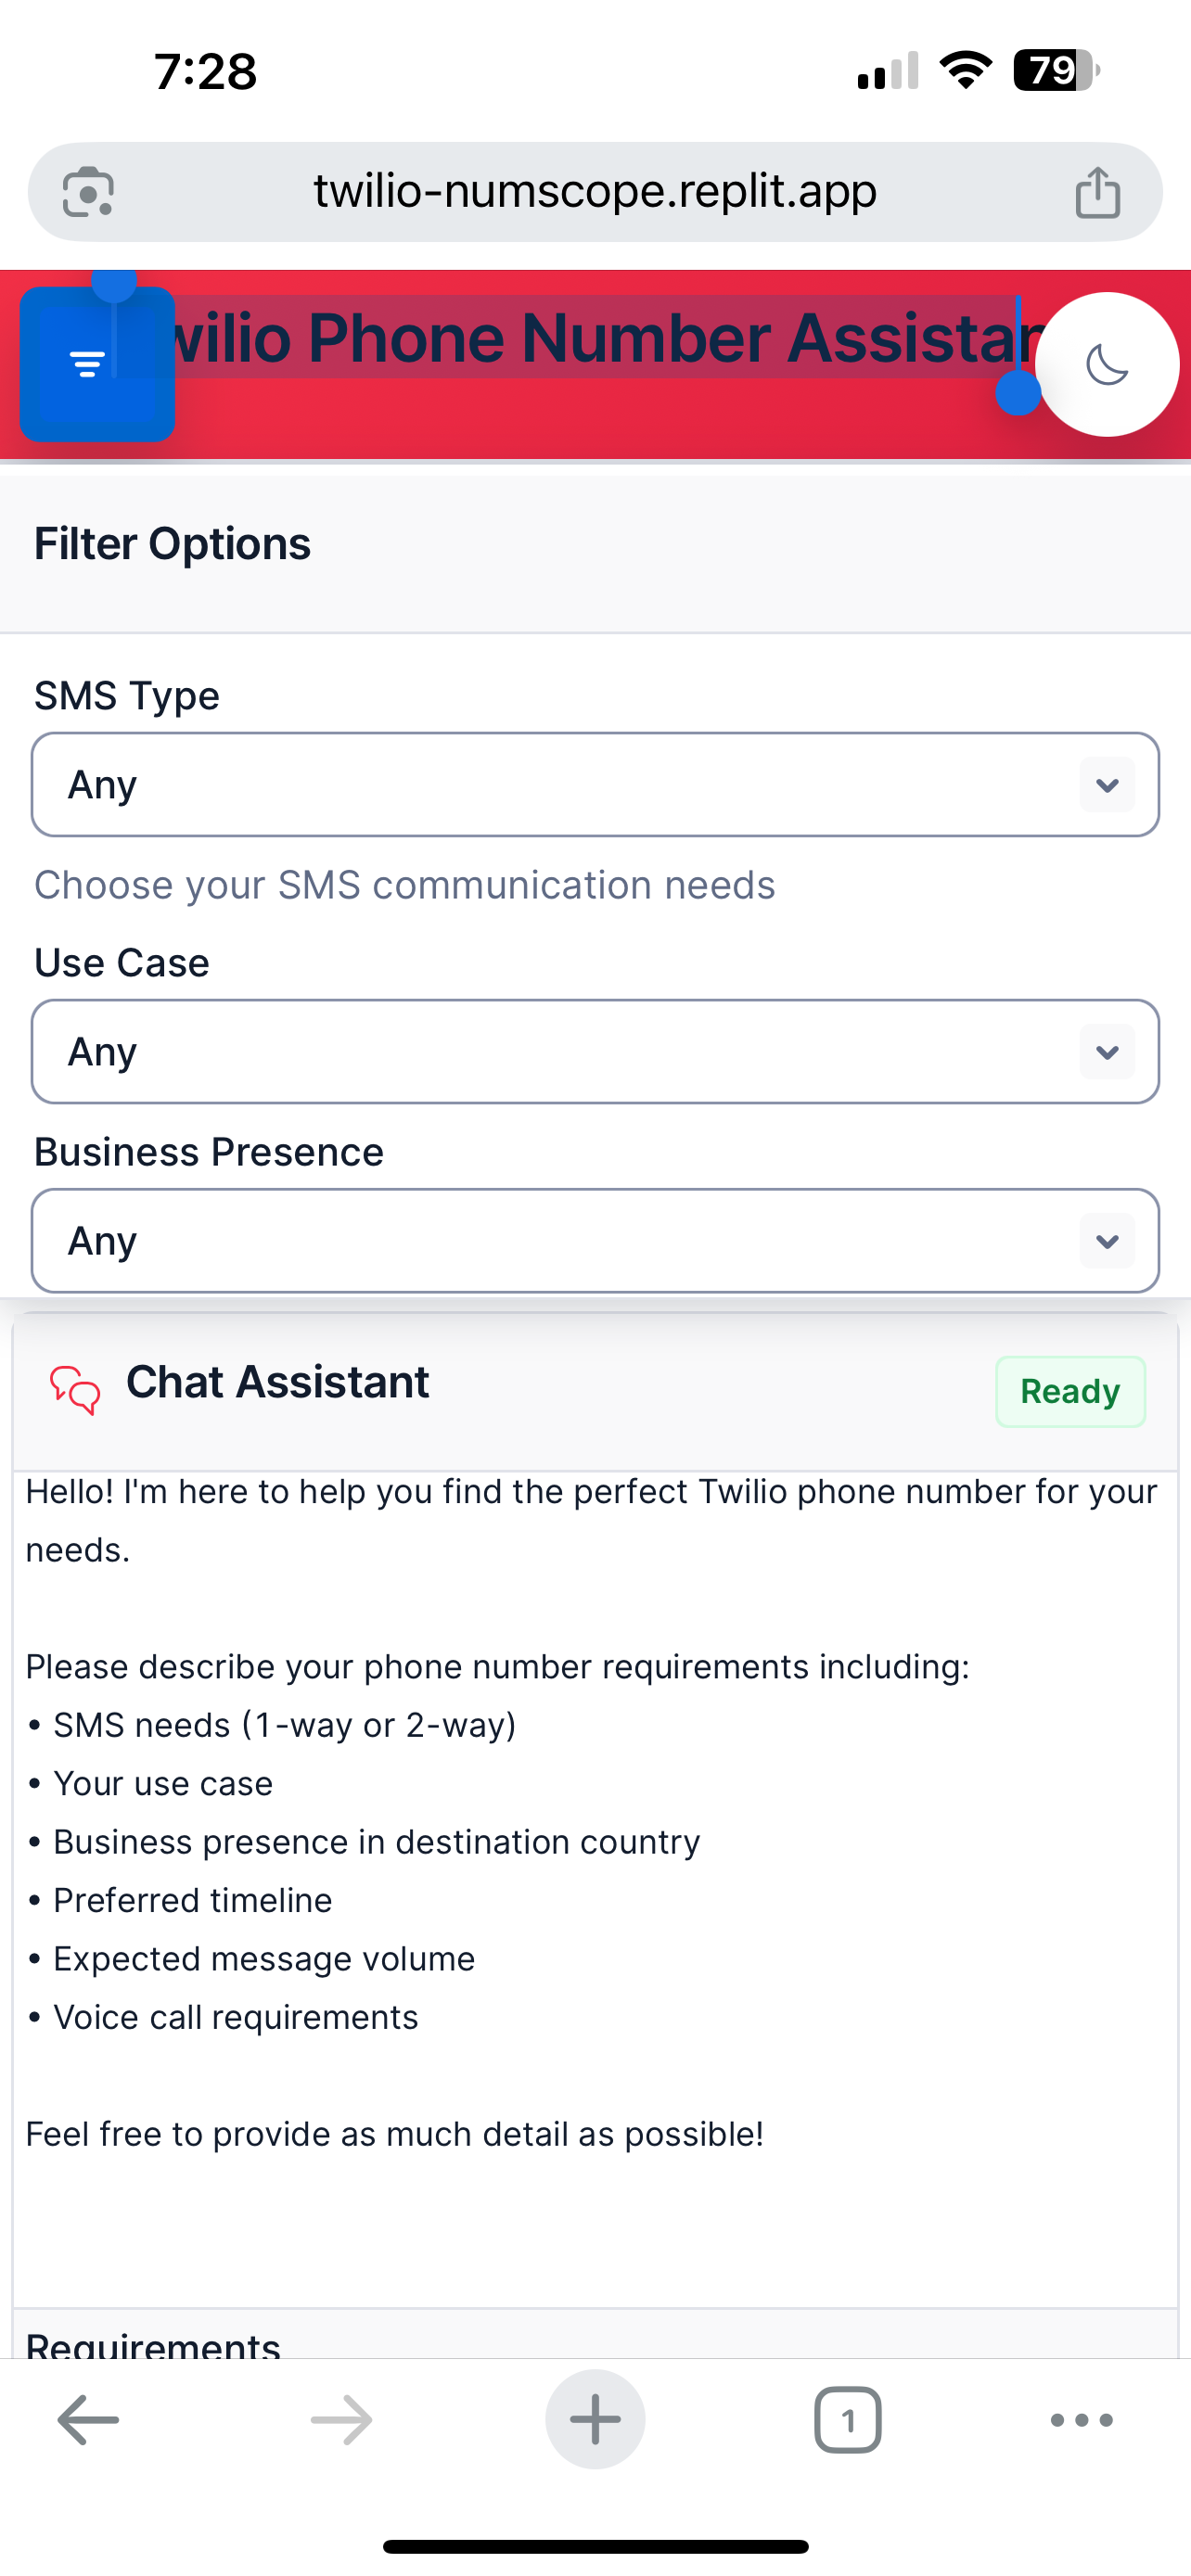 7:28
79
twilio-numscope.replit.app
Phone Number
Filter Options
SMS Type
Any
Choose your SMS communication needs
Use Case
Any
Business Presence
Any
Chat Assistant
Ready
Hello! I'm here to help you find the perfect Twilio phone number for your
needs.
Please describe your phone number requirements including:
• SMS needs (1-way or 2-way)
• Your use case
• Business presence in destination country
• Preferred timeline
• Expected message volume
• Voice call requirements
Feel free to provide as much detail as possible!
Requirements
1